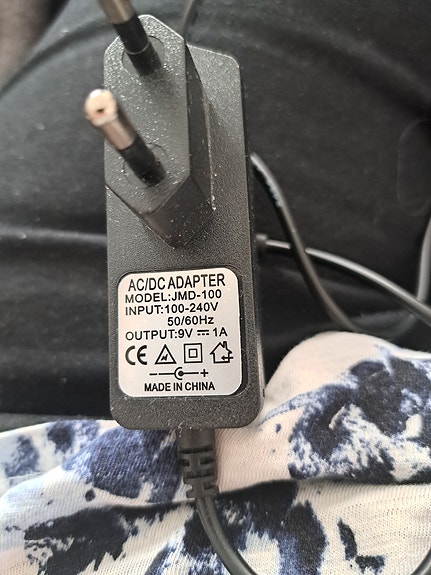 AC/DC ADAPTER
MODEL:JMD-100
INPUT:100-240V
50/60Hz
OUTPUT:9V ⎓ 1A
CE
- +
MADE IN CHINA